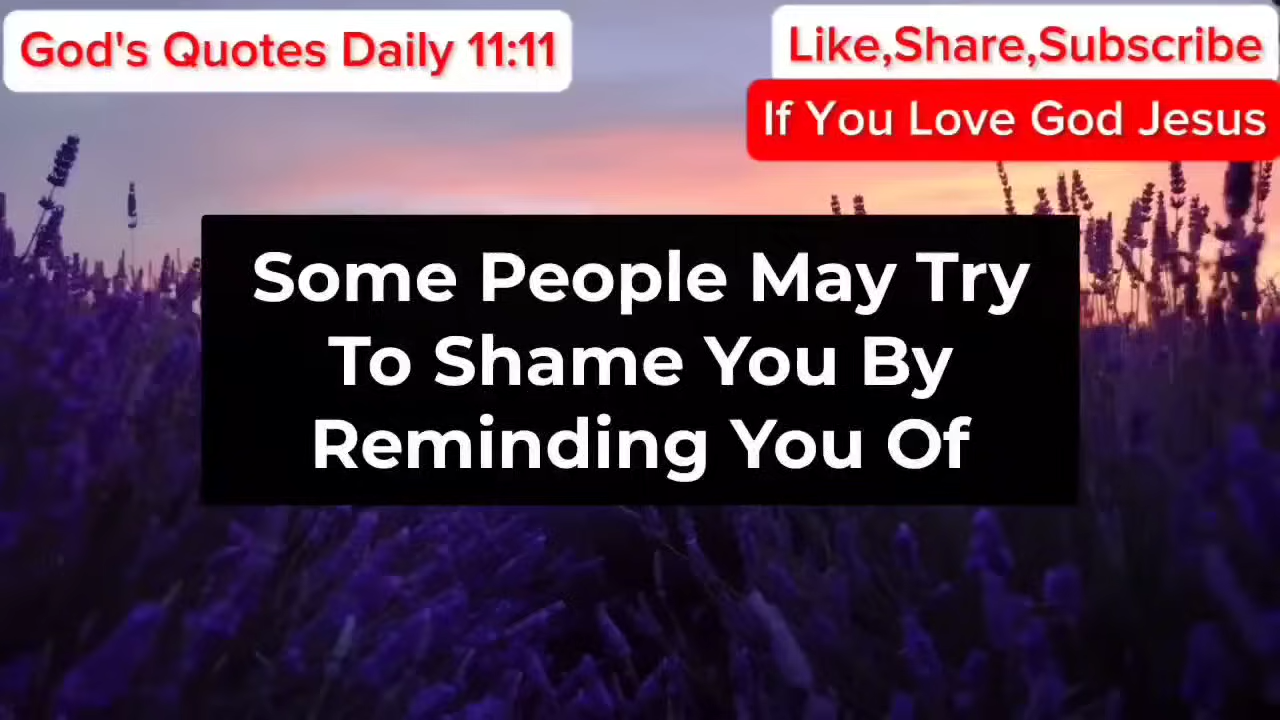 God's Quotes Daily 11:11
Like,Share,Subscribe
If You Love God Jesus
Some People May Try
To Shame You By
Reminding You Of